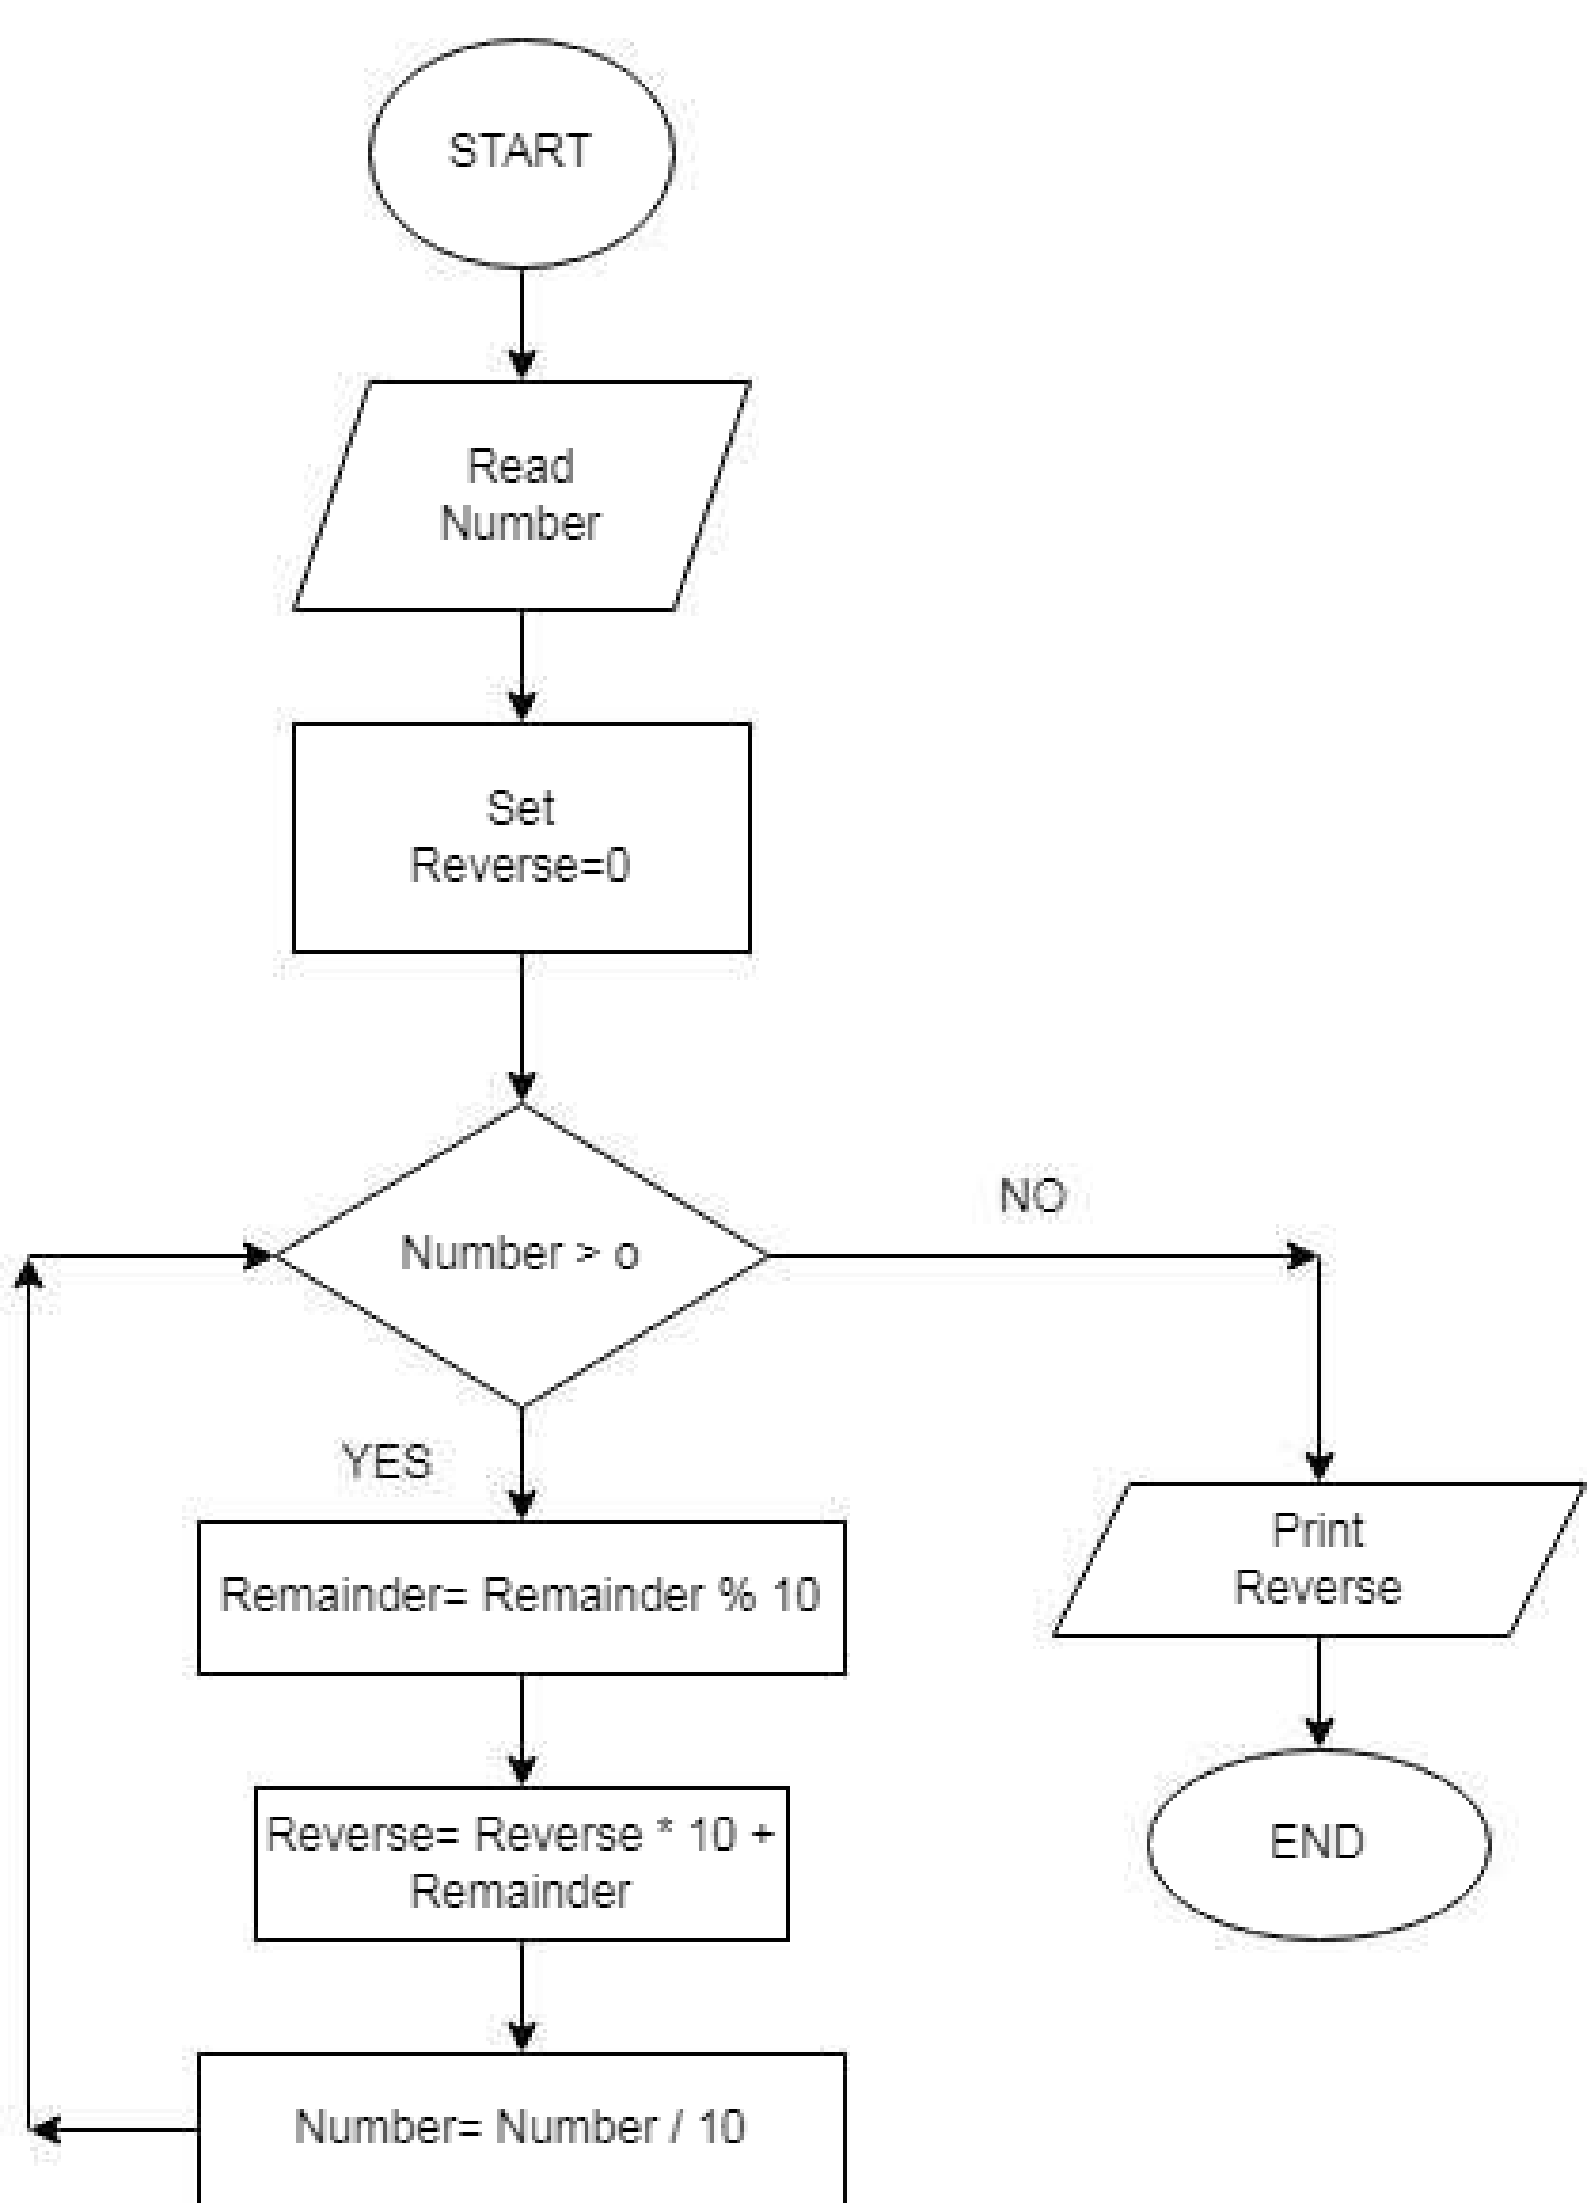 START
Read
Number
Set
Reverse=0
Number > o
NO
YES
Remainder= Remainder % 10
Print
Reverse
Reverse= Reverse * 10 +
Remainder
END
Number= Number / 10